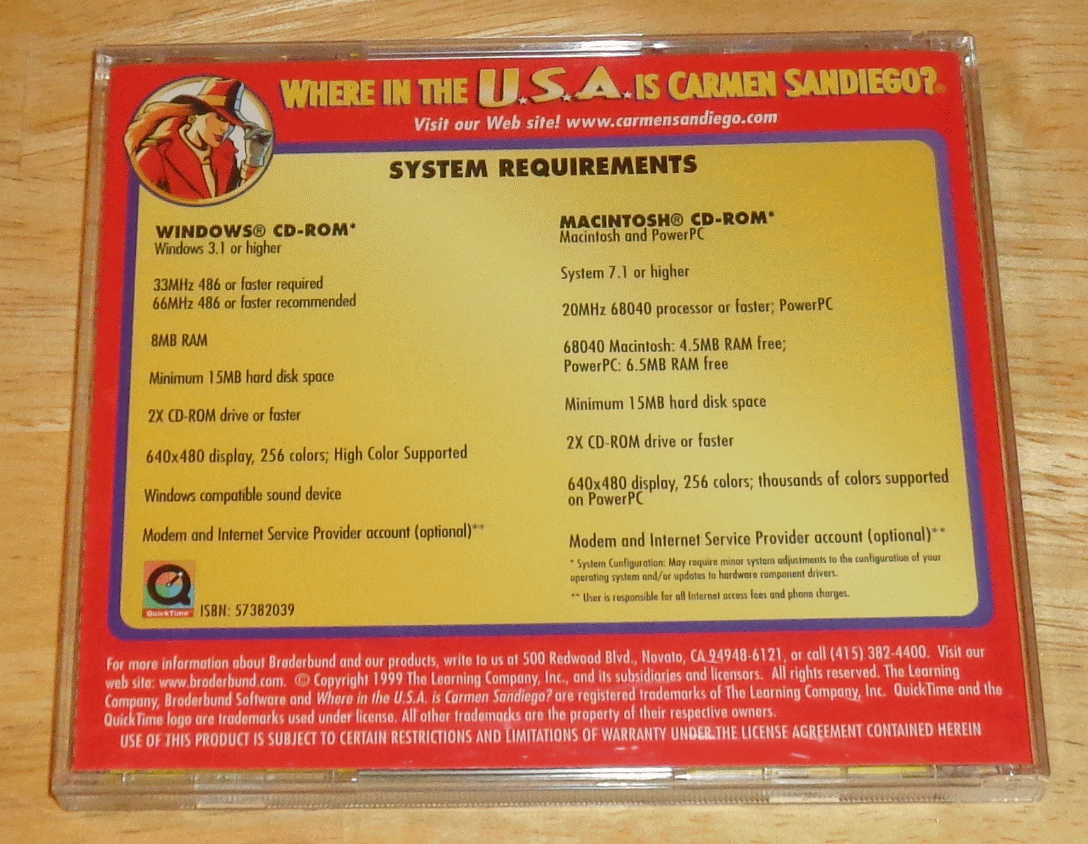 WHERE IN THE U.S.A. IS CARMEN SANDIEGO?®
Visit our Web site! www.carmensandiego.com
SYSTEM REQUIREMENTS
WINDOWS® CD-ROM*
Windows 3.1 or higher
33MHz 486 or faster required
66MHz 486 or faster recommended
8MB RAM
Minimum 15MB hard disk space
2X CD-ROM drive or faster
640x480 display, 256 colors; High Color Supported
Windows compatible sound device
Modem and Internet Service Provider account (optional)**
QuickTime
ISBN: 57382039
MACINTOSH® CD-ROM*
Macintosh and PowerPC
System 7.1 or higher
20MHz 68040 processor or faster; PowerPC
68040 Macintosh: 4.5MB RAM free;
PowerPC: 6.5MB RAM free
Minimum 15MB hard disk space
2X CD-ROM drive or faster
640x480 display, 256 colors; thousands of colors supported
on PowerPC
Modem and Internet Service Provider account (optional)**
* System Configuration: May require minor system adjustments to the configuration of your
operating system and/or updates to hardware component drivers.
** User is responsible for all Internet access fees and phone charges.
For more information about Brøderbund and our products, write to us at 500 Redwood Blvd., Novato, CA 94948-6121, or call (415) 382-4400. Visit our
web site: www.broderbund.com. © Copyright 1999 The Learning Company, Inc., and its subsidiaries and licensors. All rights reserved. The Learning
Company, Broderbund Software and Where in the U.S.A. is Carmen Sandiego? are registered trademarks of The Learning Company, Inc. QuickTime and the
QuickTime logo are trademarks used under license. All other trademarks are the property of their respective owners.
USE OF THIS PRODUCT IS SUBJECT TO CERTAIN RESTRICTIONS AND LIMITATIONS OF WARRANTY UNDER THE LICENSE AGREEMENT CONTAINED HEREIN